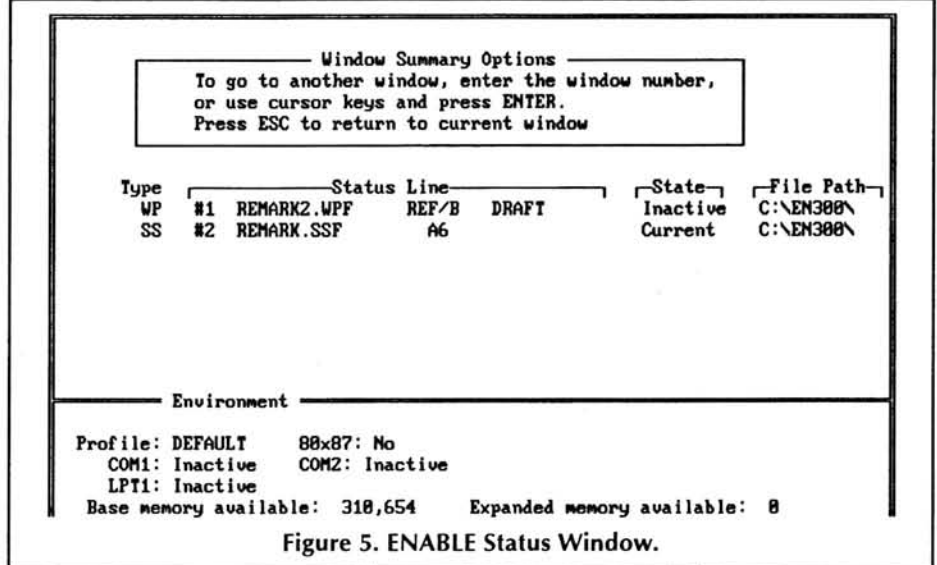 Window Summary Options
To go to another window, enter the window number,
or use cursor keys and press ENTER.
Press ESC to return to current window
Type Status Line State File Path
WP #1 REMARK2.WPF REF/B DRAFT Inactive C:\EN300\
SS #2 REMARK.SSF A6 Current C:\EN300\
Environment
Profile: DEFAULT 80x87: No
COM1: Inactive COM2: Inactive
LPT1: Inactive
Base memory available: 310,654 Expanded memory available: 0
Figure 5. ENABLE Status Window.